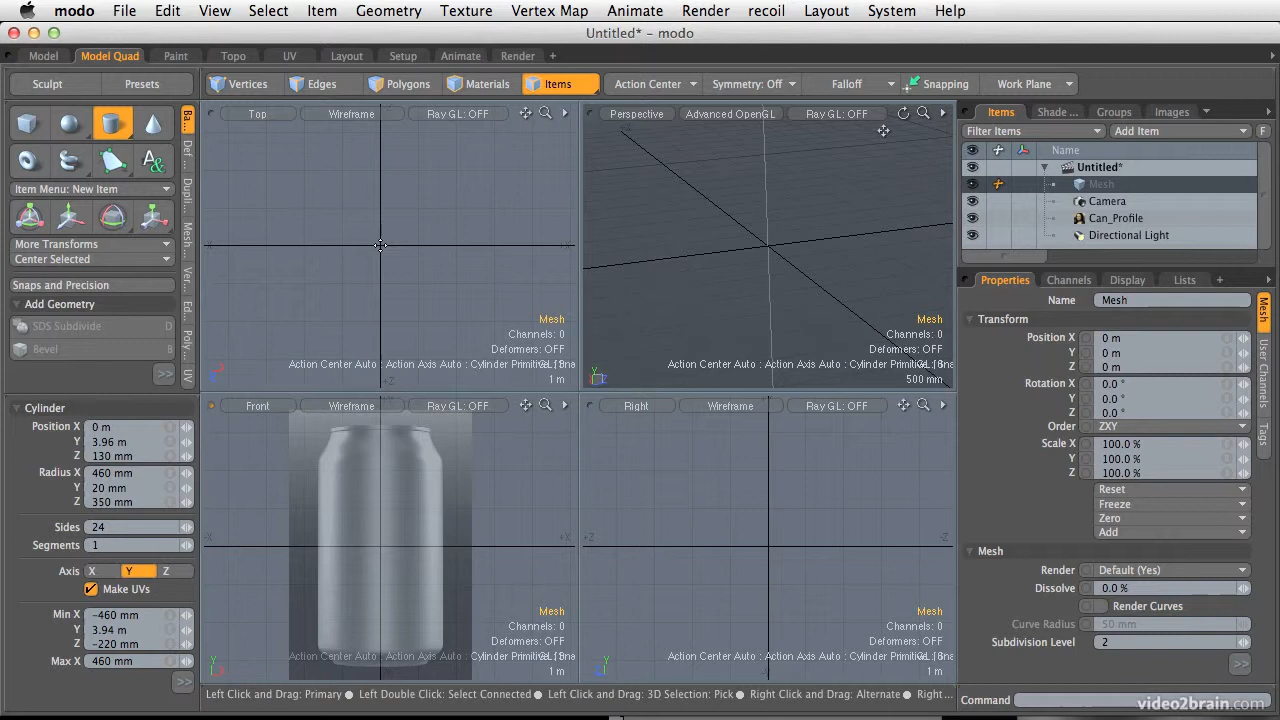 modo File Edit View Select Item Geometry Texture Vertex Map Animate Render recoil Layout System Help
Untitled* - modo
Model Model Quad Paint Topo UV Layout Setup Animate Render +
Sculpt Presets Vertices Edges Polygons Materials Items Action Center Symmetry: Off Falloff Snapping Work Plane
Top Wireframe Ray GL: OFF
Perspective Advanced OpenGL Ray GL: OFF
Items Shade ... Groups Images
Filter Items Add Item F
Name
Untitled*
Mesh
Camera
Can_Profile
Directional Light
Ba...
Def...
Dupli...
Mesh...
Ver...
Ed...
Poly...
UV
Item Menu: New Item
More Transforms
Center Selected
Snaps and Precision
Add Geometry
SDS Subdivide D
Bevel B
>>
-X +X
+Z
Mesh
Channels: 0
Deformers: OFF
Action Center Auto : Action Axis Auto : Cylinder Primitive
1 m
Mesh
Channels: 0
Deformers: OFF
Action Center Auto : Action Axis Auto : Cylinder Primitive
500 mm
Front Wireframe Ray GL: OFF
-X +X
Mesh
Channels: 0
Deformers: OFF
Action Center Auto : Action Axis Auto : Cylinder Primitive
1 m
Right Wireframe Ray GL: OFF
+Z -Z
Mesh
Channels: 0
Deformers: OFF
Action Center Auto : Action Axis Auto : Cylinder Primitive
1 m
Cylinder
Position X 0 m
Y 3.96 m
Z 130 mm
Radius X 460 mm
Y 20 mm
Z 350 mm
Sides 24
Segments 1
Axis X Y Z
Make UVs
Min X -460 mm
Y 3.94 m
Z -220 mm
Max X 460 mm
>>
Properties Channels Display Lists +
Name Mesh
Transform
Position X 0 m
Y 0 m
Z 0 m
Rotation X 0.0 °
Y 0.0 °
Z 0.0 °
Order ZXY
Scale X 100.0 %
Y 100.0 %
Z 100.0 %
Reset
Freeze
Zero
Add
Mesh
Render Default (Yes)
Dissolve 0.0 %
Render Curves
Curve Radius 50 mm
Subdivision Level 2
>>
Mesh
User Channels
Tags
Left Click and Drag: Primary Left Double Click: Select Connected Left Click and Drag: 3D Selection: Pick Right Click and Drag: Alternate Right ...
Command
video2brain.com